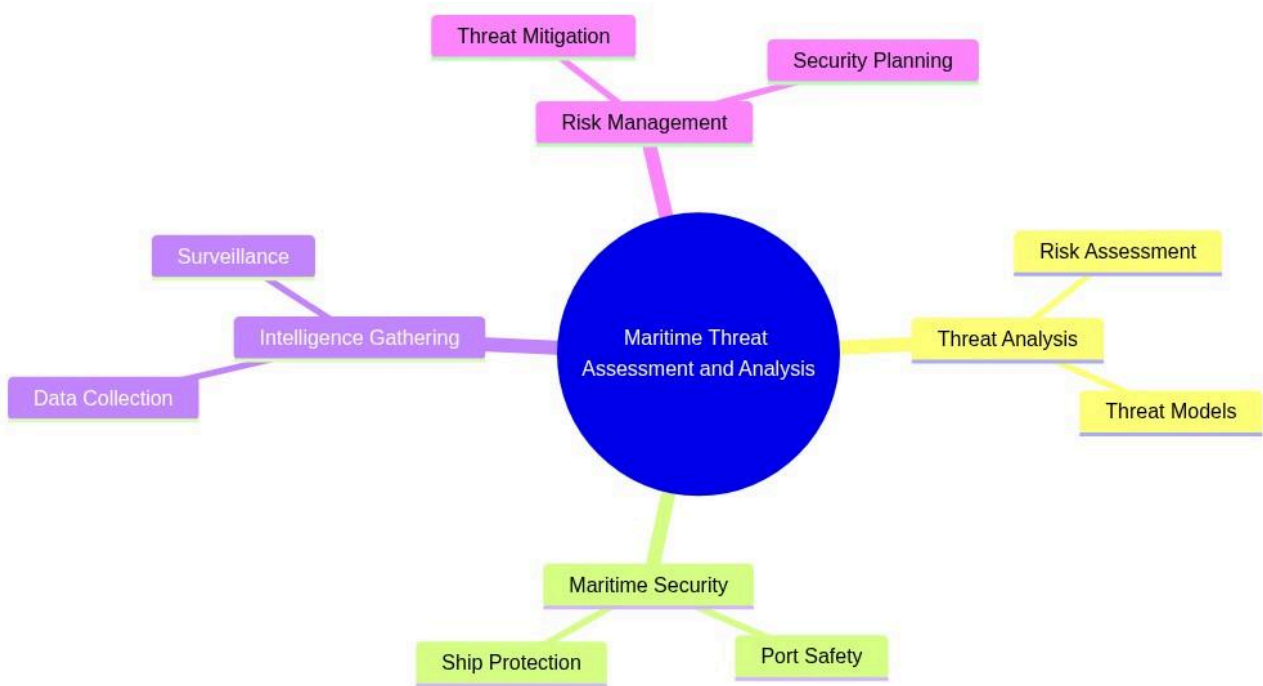 Threat Mitigation
Security Planning
Risk Management
Surveillance
Risk Assessment
Intelligence Gathering
Maritime Threat
Assessment and Analysis
Threat Analysis
Data Collection
Threat Models
Maritime Security
Ship Protection
Port Safety